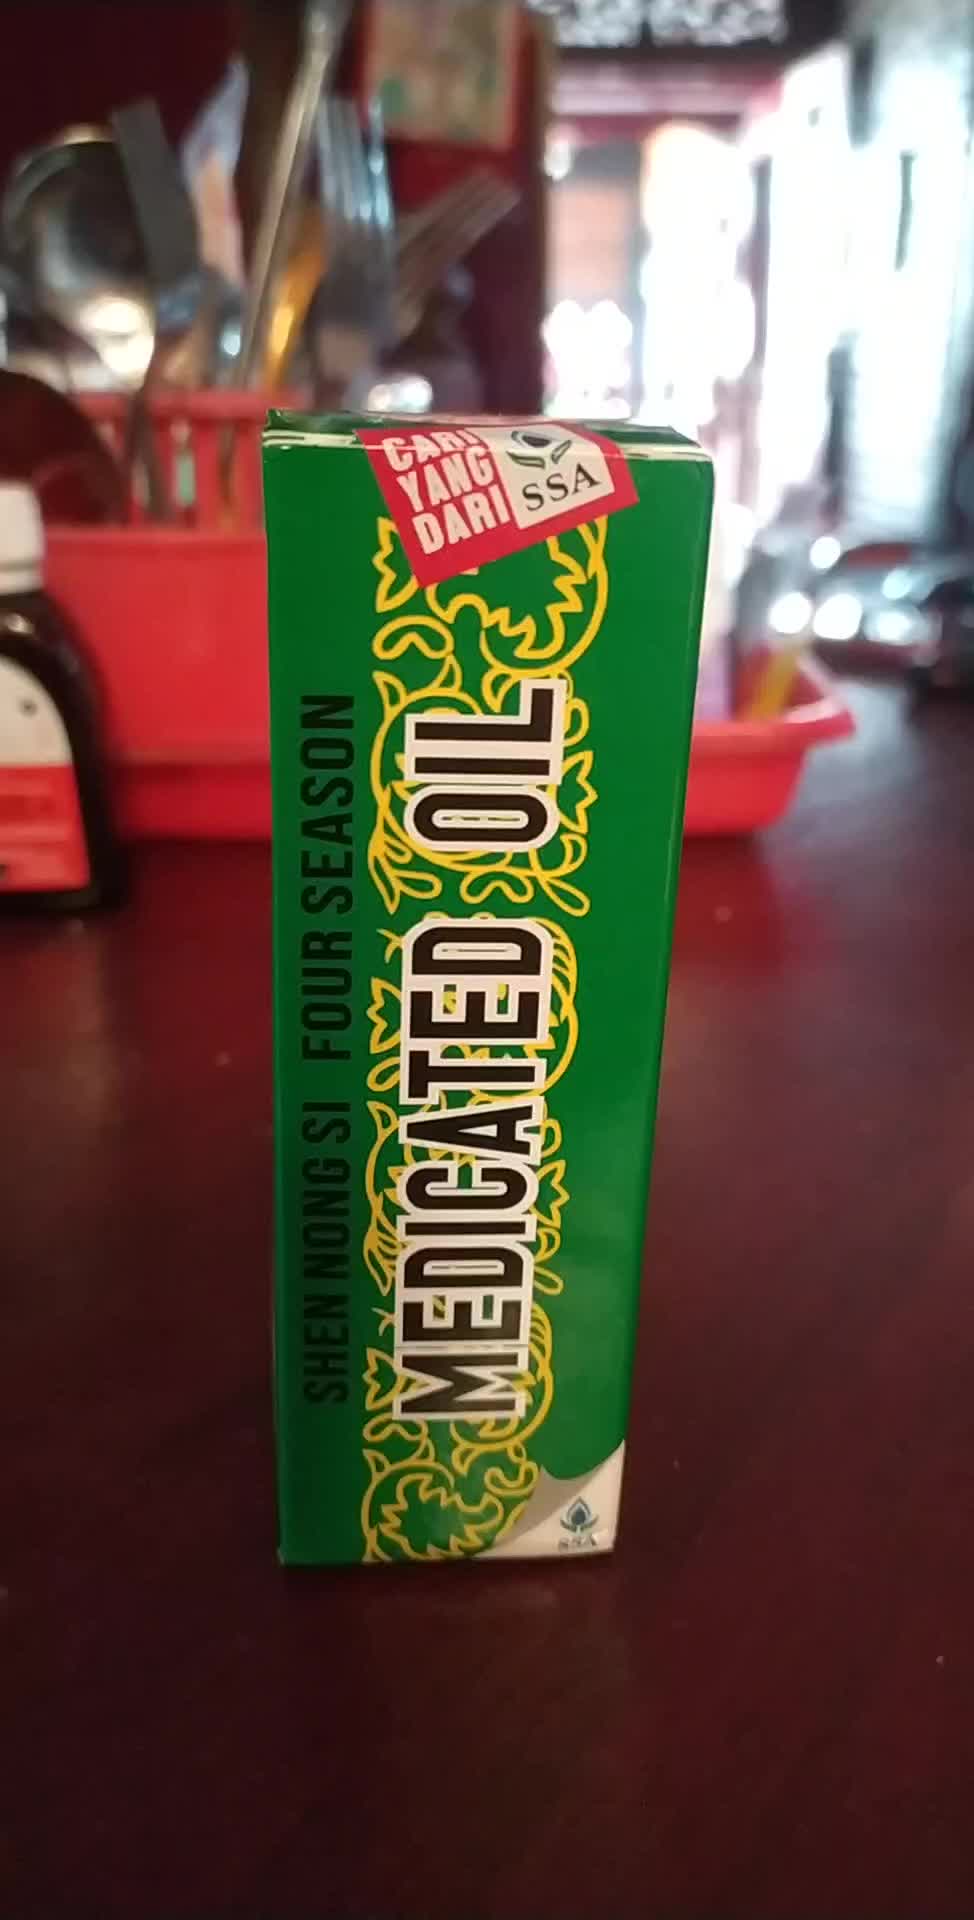 CARI
YANG
DARI
SSA
SHEN NONG SI FOUR SEASON
MEDICATED OIL
SSA